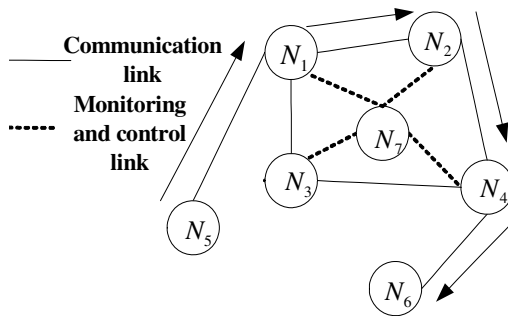 Communication
link
Monitoring
and control
link
N1
N2
N7
N3
N4
N5
N6